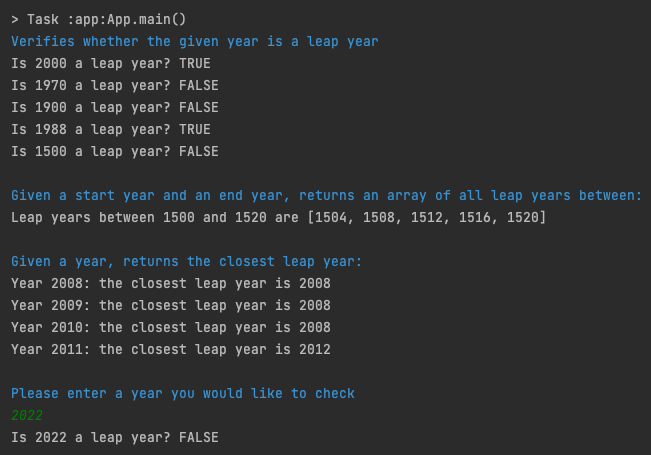 > Task :app:App.main()
Verifies whether the given year is a leap year
Is 2000 a leap year? TRUE
Is 1970 a leap year? FALSE
Is 1900 a leap year? FALSE
Is 1988 a leap year? TRUE
Is 1500 a leap year? FALSE
Given a start year and an end year, returns an array of all leap years between:
Leap years between 1500 and 1520 are [1504, 1508, 1512, 1516, 1520]
Given a year, returns the closest leap year:
Year 2008: the closest leap year is 2008
Year 2009: the closest leap year is 2008
Year 2010: the closest leap year is 2008
Year 2011: the closest leap year is 2012
Please enter a year you would like to check
2022
Is 2022 a leap year? FALSE